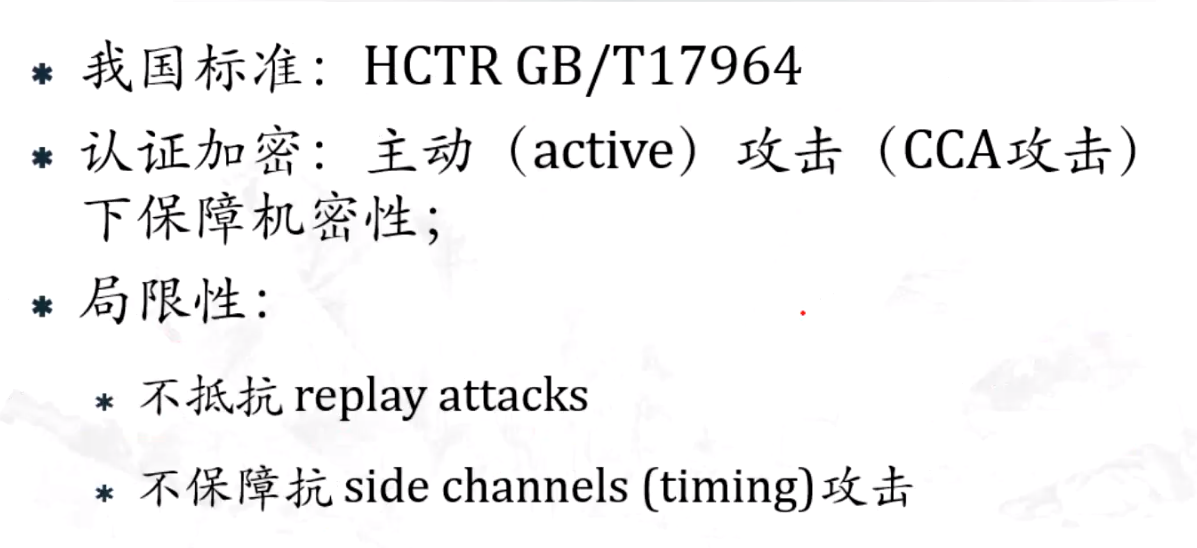 * 我国标准：HCTR GB/T17964
* 认证加密：主动（active）攻击（CCA攻击）
下保障机密性；
* 局限性：
* 不抵抗 replay attacks
* 不保障抗 side channels (timing)攻击